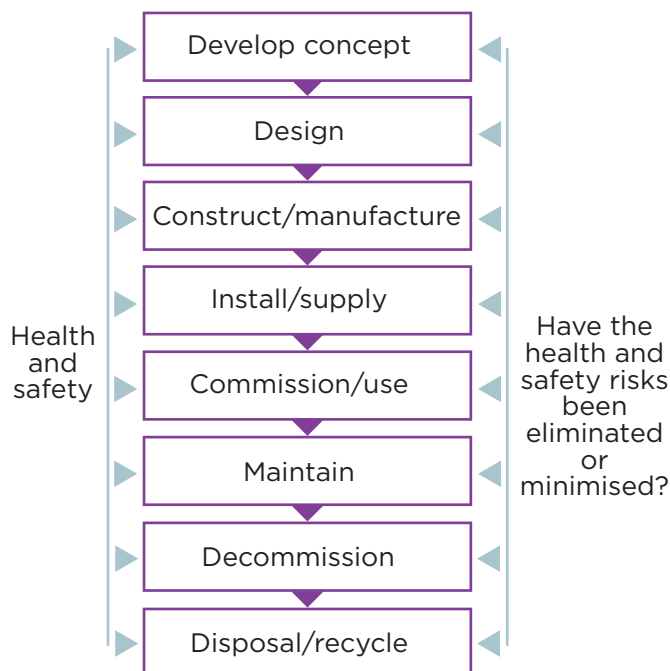 Develop concept
Design
Construct/manufacture
Install/supply
Commission/use
Maintain
Decommission
Disposal/recycle
Health
and
safety
Have the
health and
safety risks
been
eliminated
or
minimised?